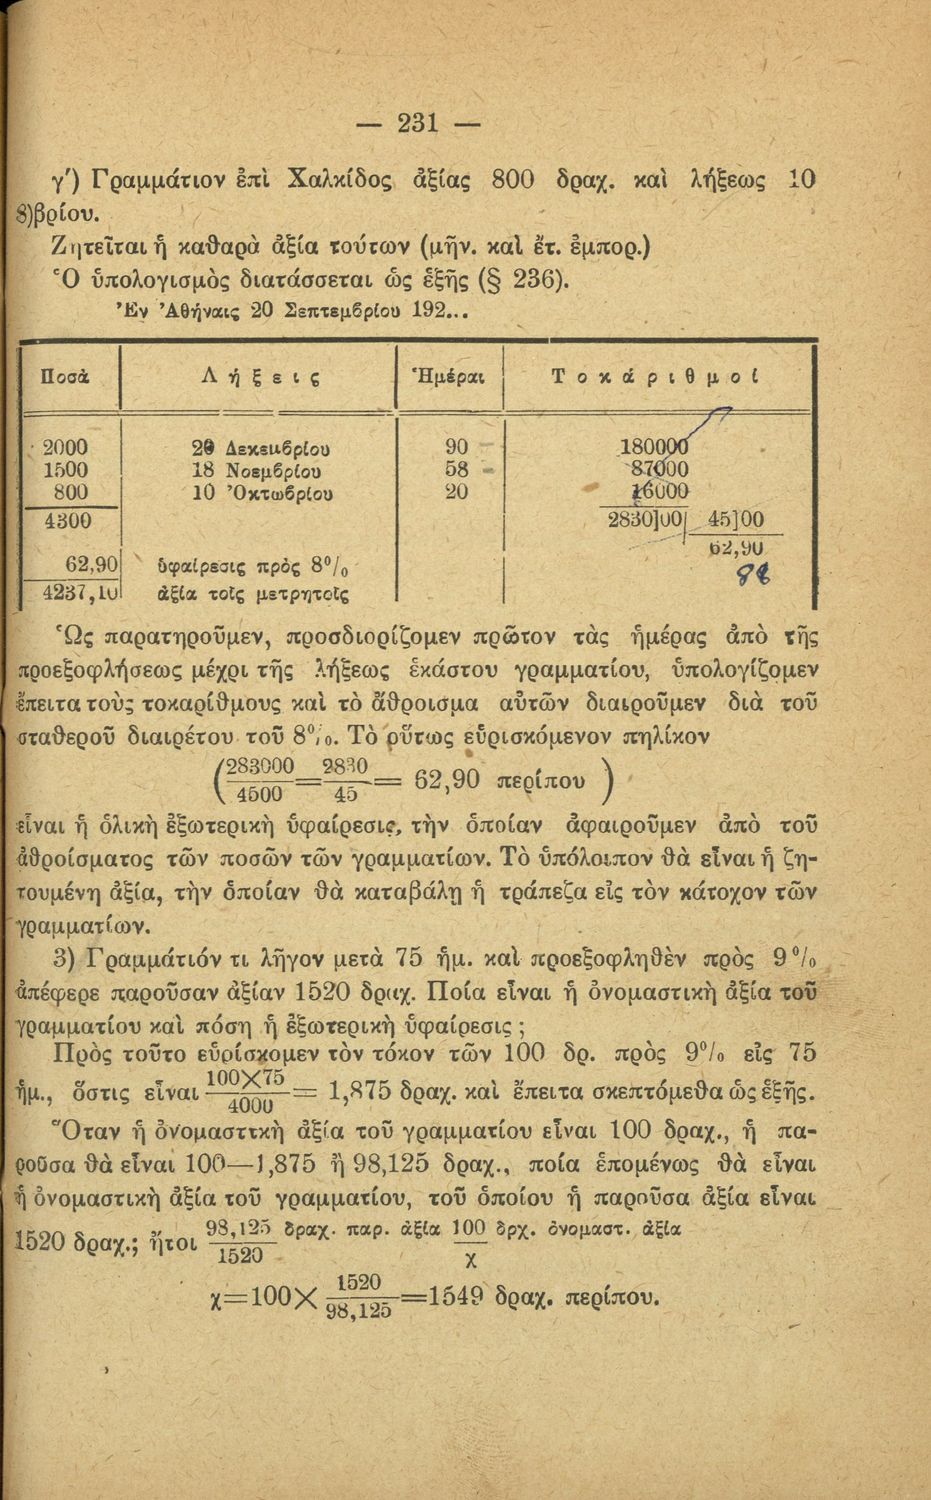 — 231 —
γ′) Γραμμάτιον ἐπὶ Χαλκίδος ἀξίας 800 δραχ. καὶ λήξεως 10
8)βρίου.
Ζητεῖται ἡ καθαρὰ ἀξία τούτων (μῆν. καὶ ἔτ. ἐμπορ.)
Ὁ ὑπολογισμὸς διατάσσεται ὡς ἑξῆς (§ 236).
Ἐν Ἀθήναις 20 Σεπτεμβρίου 192...
Ποσὰ Λήξεις Ἡμέραι Τοκάριθμοί
2000 20 Δεκεμβρίου 90 180000
1500 18 Νοεμβρίου 58 87000
800 10 Ὀκτωβρίου 20 16000
4300 2830]00 45]00
62,90
62,90 ὑφαίρεσις πρὸς 8%
4237,10 ἀξία τοῖς μετρητοῖς
Ὡς παρατηροῦμεν, προσδιορίζομεν πρῶτον τὰς ἡμέρας ἀπὸ τῆς
προεξοφλήσεως μέχρι τῆς λήξεως ἑκάστου γραμματίου, ὑπολογίζομεν
ἔπειτα τοὺς τοκαρίθμους καὶ τὸ ἄθροισμα αὐτῶν διαιροῦμεν διὰ τοῦ
σταθεροῦ διαιρέτου τοῦ 8%. Τὸ οὕτως εὑρισκόμενον πηλίκον
(283000/4500 = 2830/45 = 62,90 περίπου )
εἶναι ἡ ὁλικὴ ἐξωτερικὴ ὑφαίρεσις, τὴν ὁποίαν ἀφαιροῦμεν ἀπὸ τοῦ
ἀθροίσματος τῶν ποσῶν τῶν γραμματίων. Τὸ ὑπόλοιπον θὰ εἶναι ἡ ζη-
τουμένη ἀξία, τὴν ὁποίαν θὰ καταβάλῃ ἡ τράπεζα εἰς τὸν κάτοχον τῶν
γραμματίων.
3) Γραμμάτιόν τι λῆγον μετὰ 75 ἡμ. καὶ προεξοφληθὲν πρὸς 9%
ἀπέφερε παροῦσαν ἀξίαν 1520 δραχ. Ποία εἶναι ἡ ὀνομαστικὴ ἀξία τοῦ
γραμματίου καὶ πόση ἡ ἐξωτερικὴ ὑφαίρεσις ;
Πρὸς τοῦτο εὑρίσκομεν τὸν τόκον τῶν 100 δρ. πρὸς 9% εἰς 75
ἡμ., ὅστις εἶναι 100×75/4000 = 1,875 δραχ. καὶ ἔπειτα σκεπτόμεθα ὡς ἑξῆς.
Ὅταν ἡ ὀνομαστικὴ ἀξία τοῦ γραμματίου εἶναι 100 δραχ., ἡ πα-
ροῦσα θὰ εἶναι 100—1,875 ἢ 98,125 δραχ., ποία ἑπομένως θὰ εἶναι
ἡ ὀνομαστικὴ ἀξία τοῦ γραμματίου, τοῦ ὁποίου ἡ παροῦσα ἀξία εἶναι
1520 δραχ.; ἤτοι 98,125/1520 δραχ. παρ. ἀξία 100/χ δρχ. ὀνομαστ. ἀξία
χ=100× 1520/98,125 =1549 δραχ. περίπου.